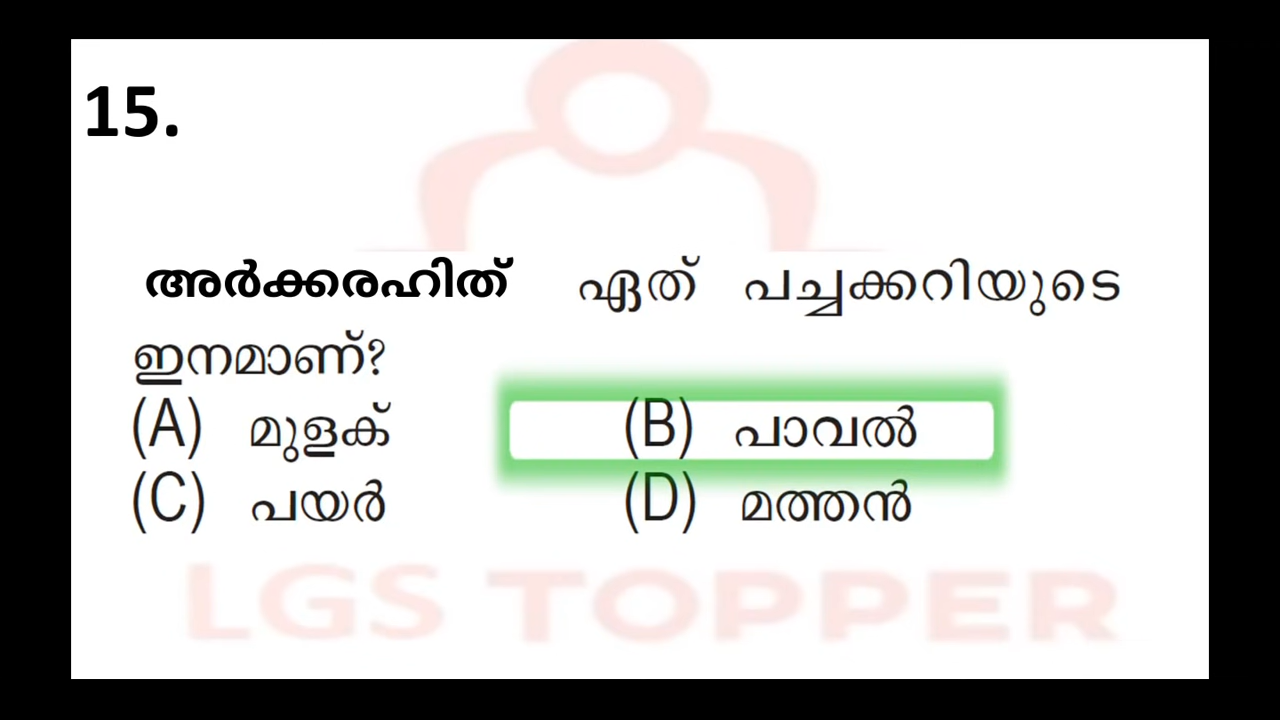 15.
അർക്കരഹിത് ഏത് പച്ചക്കറിയുടെ
ഇനമാണ്?
(A) മുളക് (B) പാവൽ
(C) പയർ (D) മത്തൻ
LGS TOPPER